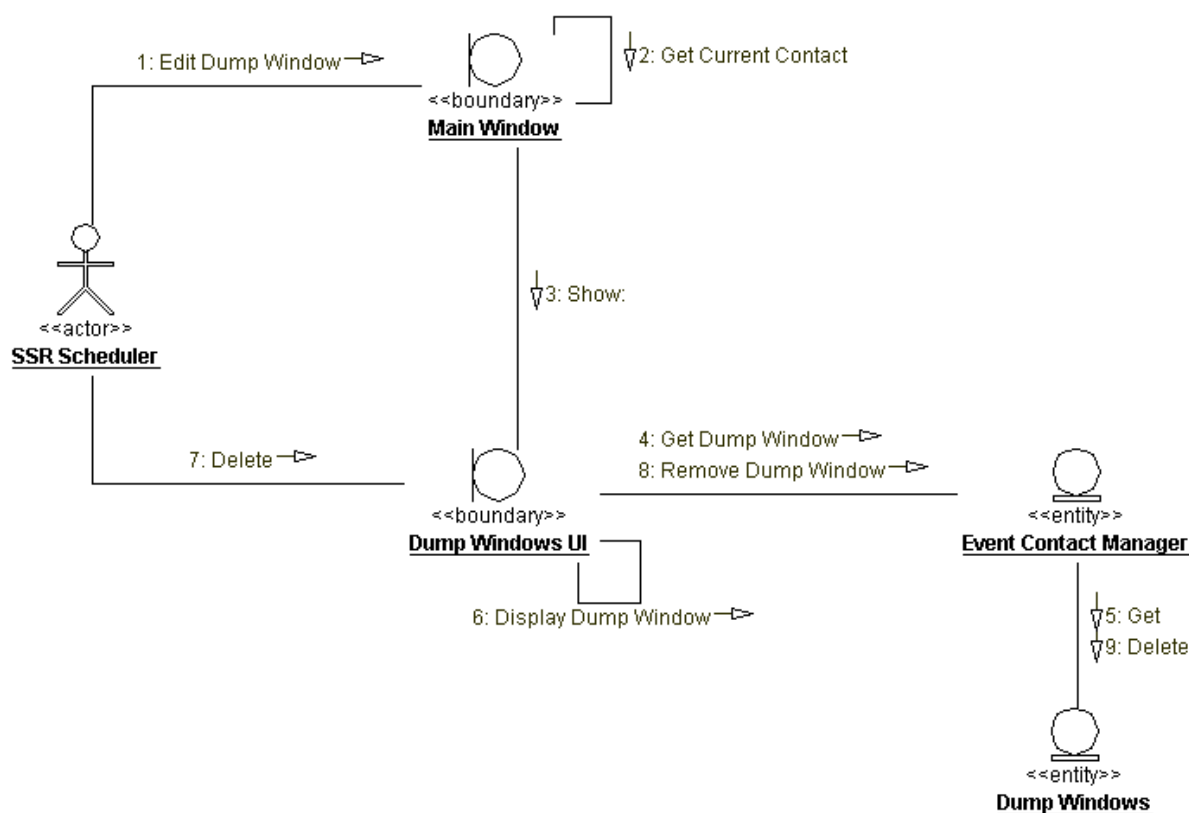 1: Edit Dump Window
2: Get Current Contact
<<boundary>>
Main Window
3: Show:
<<actor>>
SSR Scheduler
7: Delete
4: Get Dump Window
8: Remove Dump Window
<<boundary>>
Dump Windows UI
<<entity>>
Event Contact Manager
6: Display Dump Window
5: Get
9: Delete
<<entity>>
Dump Windows